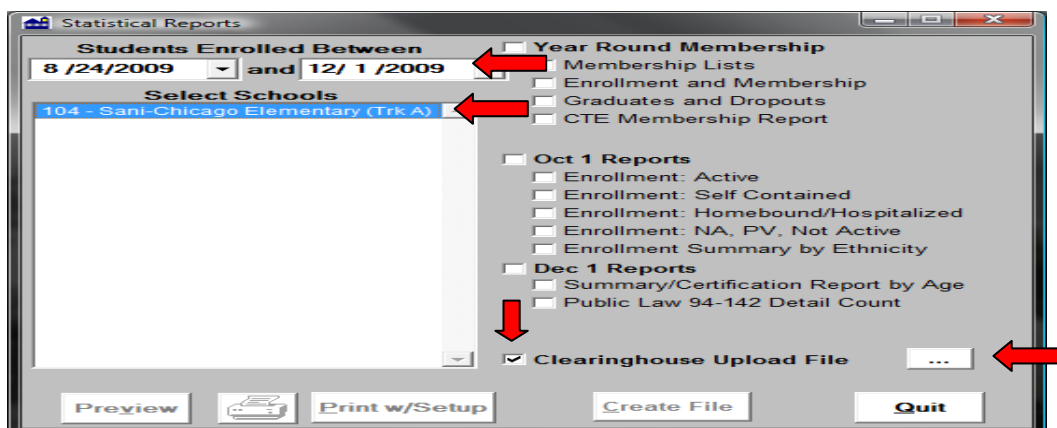 Statistical Reports
Students Enrolled Between
8 /24/2009 and 12/ 1 /2009
Select Schools
104 - Sani-Chicago Elementary (Trk A)
Year Round Membership
Membership Lists
Enrollment and Membership
Graduates and Dropouts
CTE Membership Report
Oct 1 Reports
Enrollment: Active
Enrollment: Self Contained
Enrollment: Homebound/Hospitalized
Enrollment: NA, PV, Not Active
Enrollment Summary by Ethnicity
Dec 1 Reports
Summary/Certification Report by Age
Public Law 94-142 Detail Count
Clearinghouse Upload File ...
Preview Print w/Setup Create File Quit